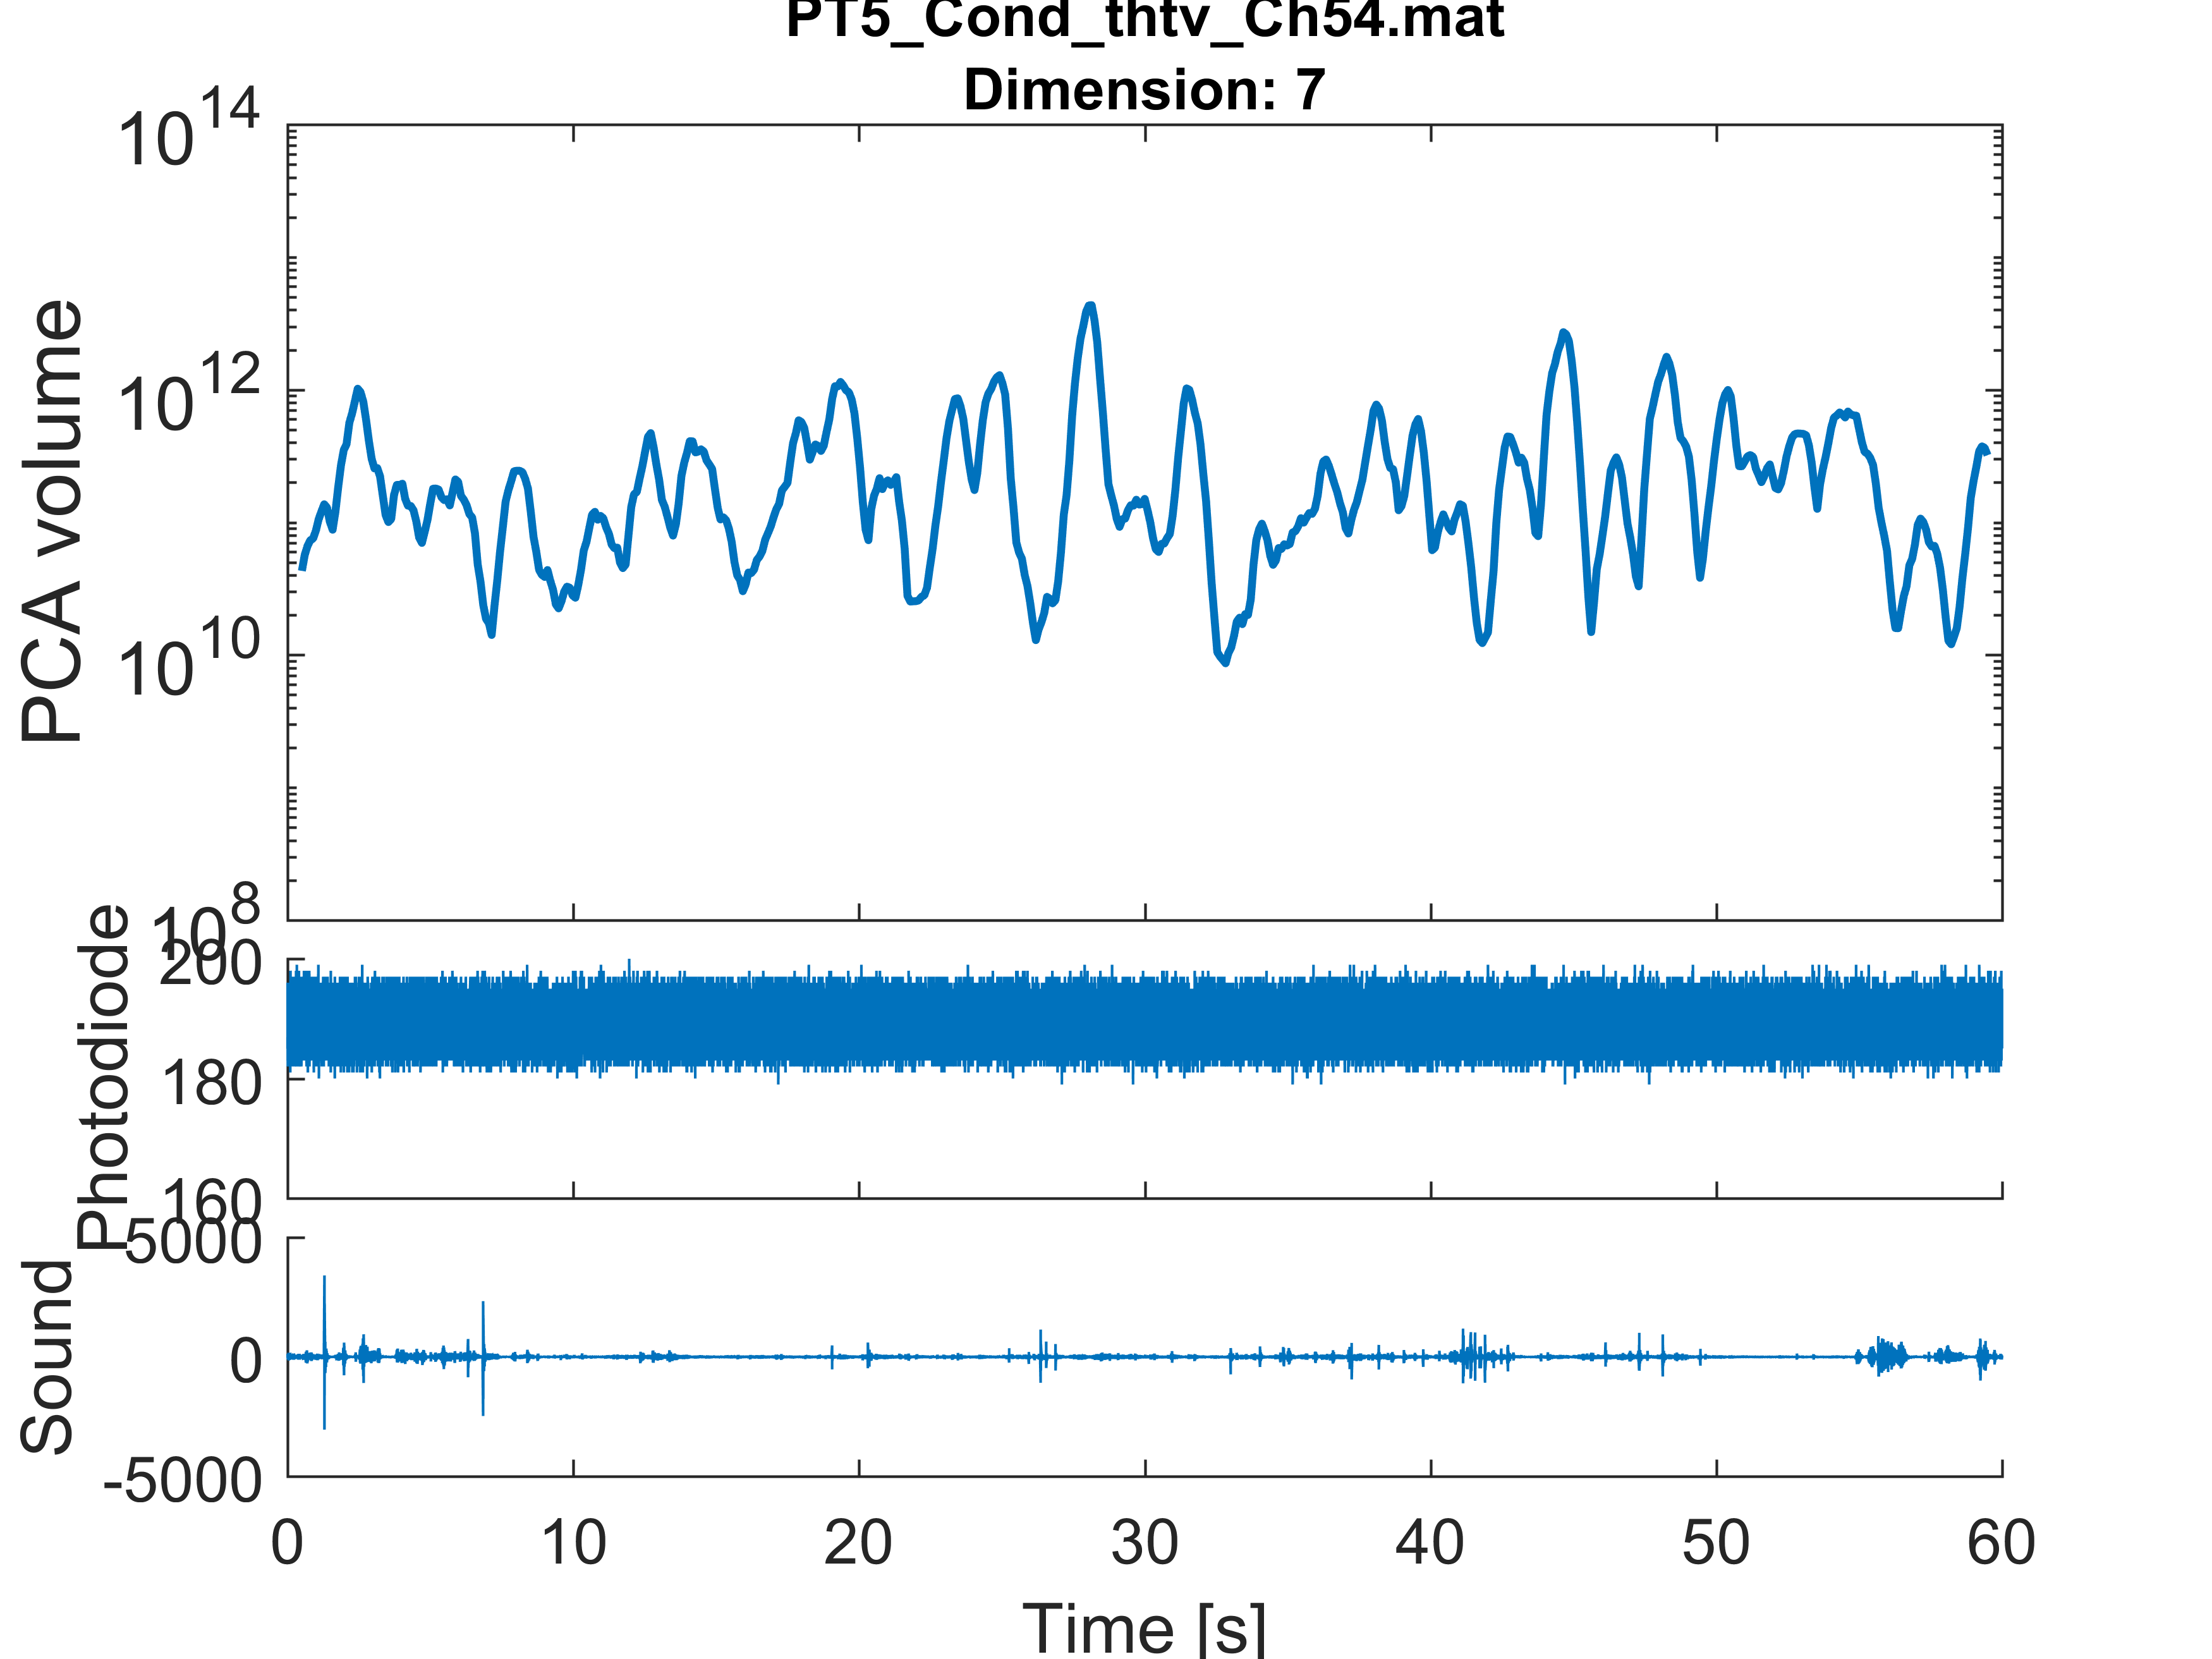 PT5_Cond_thtv_Ch54.mat
Dimension: 7
PCA volume
10^14
10^12
10^10
10^8
Photodiode
200
180
160
Sound
5000
0
-5000
0 10 20 30 40 50 60
Time [s]